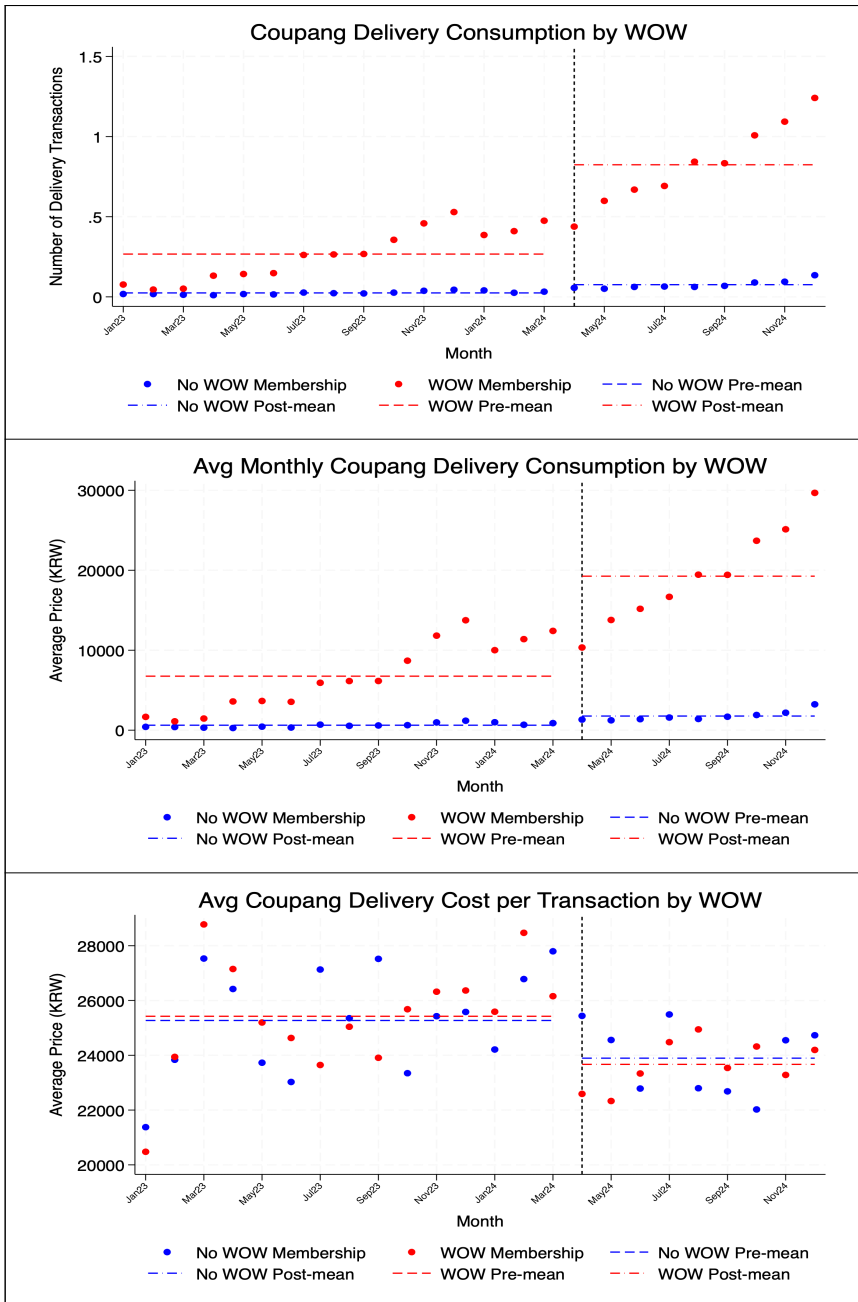 Coupang Delivery Consumption by WOW
Number of Delivery Transactions
1.5
1
.5
0
Jan23 Mar23 May23 Jul23 Sep23 Nov23 Jan24 Mar24 May24 Jul24 Sep24 Nov24
Month
No WOW Membership WOW Membership No WOW Pre-mean
No WOW Post-mean WOW Pre-mean WOW Post-mean
Avg Monthly Coupang Delivery Consumption by WOW
Average Price (KRW)
30000
20000
10000
0
Jan23 Mar23 May23 Jul23 Sep23 Nov23 Jan24 Mar24 May24 Jul24 Sep24 Nov24
Month
No WOW Membership WOW Membership No WOW Pre-mean
No WOW Post-mean WOW Pre-mean WOW Post-mean
Avg Coupang Delivery Cost per Transaction by WOW
Average Price (KRW)
28000
26000
24000
22000
20000
Jan23 Mar23 May23 Jul23 Sep23 Nov23 Jan24 Mar24 May24 Jul24 Sep24 Nov24
Month
No WOW Membership WOW Membership No WOW Pre-mean
No WOW Post-mean WOW Pre-mean WOW Post-mean